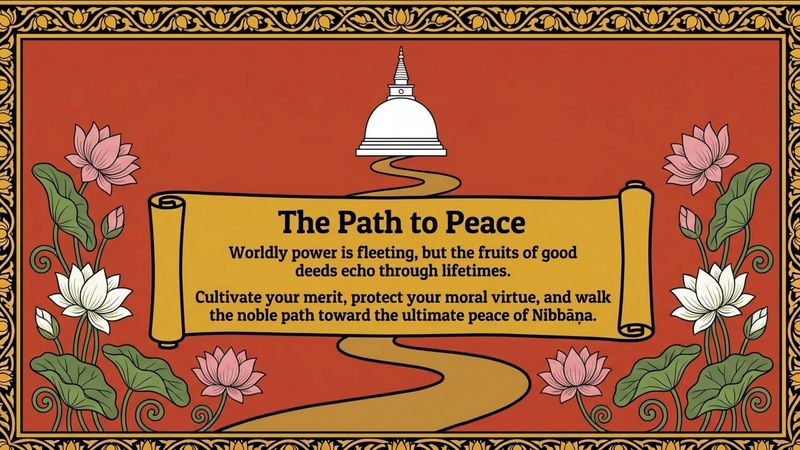 The Path to Peace
Worldly power is fleeting, but the fruits of good
deeds echo through lifetimes.
Cultivate your merit, protect your moral virtue, and walk
the noble path toward the ultimate peace of Nibbāṇa.